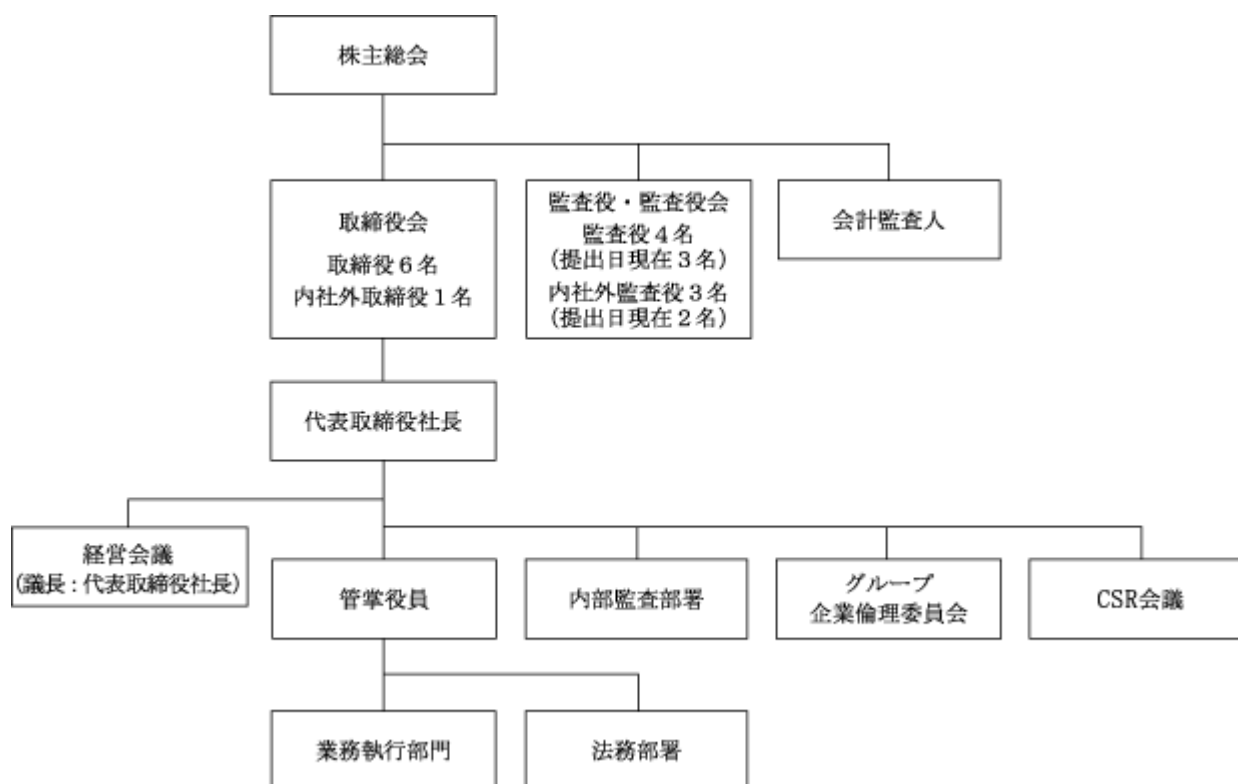 株主総会
取締役会
取締役６名
内社外取締役１名
監査役・監査役会
監査役４名
(提出日現在３名)
内社外監査役３名
(提出日現在２名)
会計監査人
代表取締役社長
経営会議
(議長：代表取締役社長)
管掌役員
内部監査部署
グループ
企業倫理委員会
CSR会議
業務執行部門
法務部署